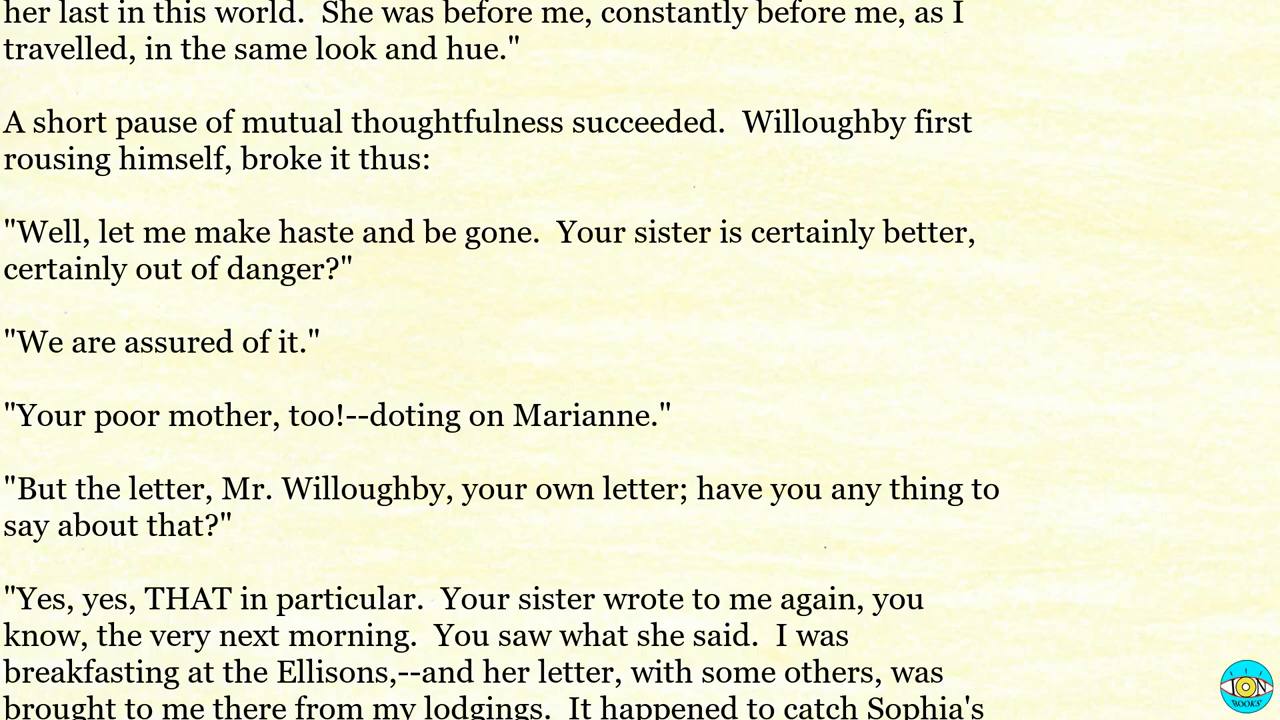 her last in this world.  She was before me, constantly before me, as I
travelled, in the same look and hue."
A short pause of mutual thoughtfulness succeeded.  Willoughby first
rousing himself, broke it thus:
"Well, let me make haste and be gone.  Your sister is certainly better,
certainly out of danger?"
"We are assured of it."
"Your poor mother, too!--doting on Marianne."
"But the letter, Mr. Willoughby, your own letter; have you any thing to
say about that?"
"Yes, yes, THAT in particular.  Your sister wrote to me again, you
know, the very next morning.  You saw what she said.  I was
breakfasting at the Ellisons,--and her letter, with some others, was
brought to me there from my lodgings.  It happened to catch Sophia's
ION
BOOKS